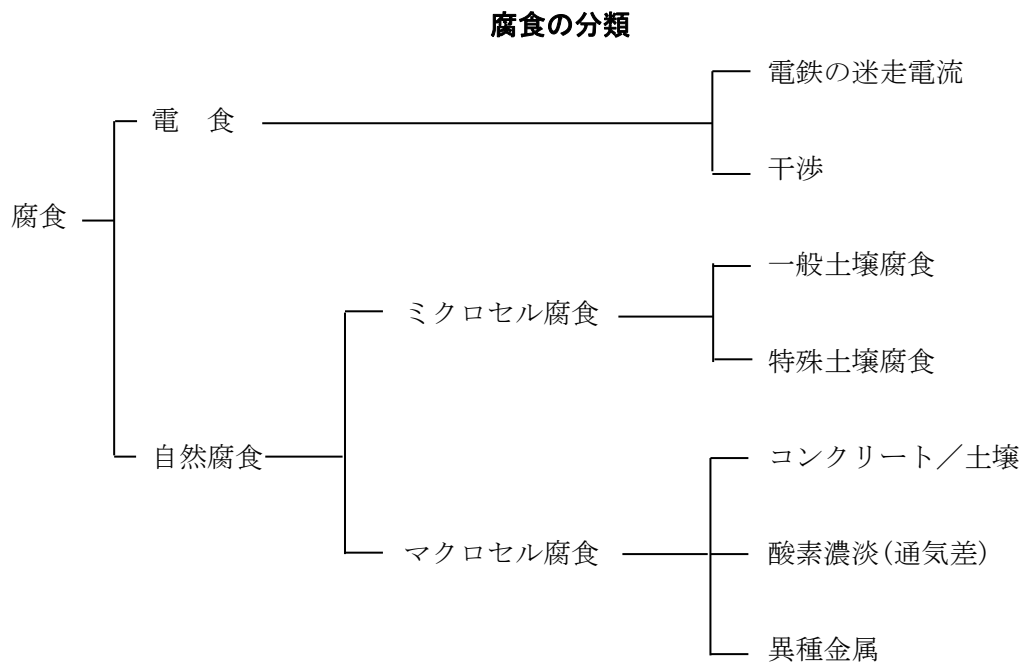 腐食の分類
電鉄の迷走電流
電　食
干渉
腐食
一般土壌腐食
ミクロセル腐食
特殊土壌腐食
自然腐食
コンクリート／土壌
マクロセル腐食
酸素濃淡(通気差)
異種金属